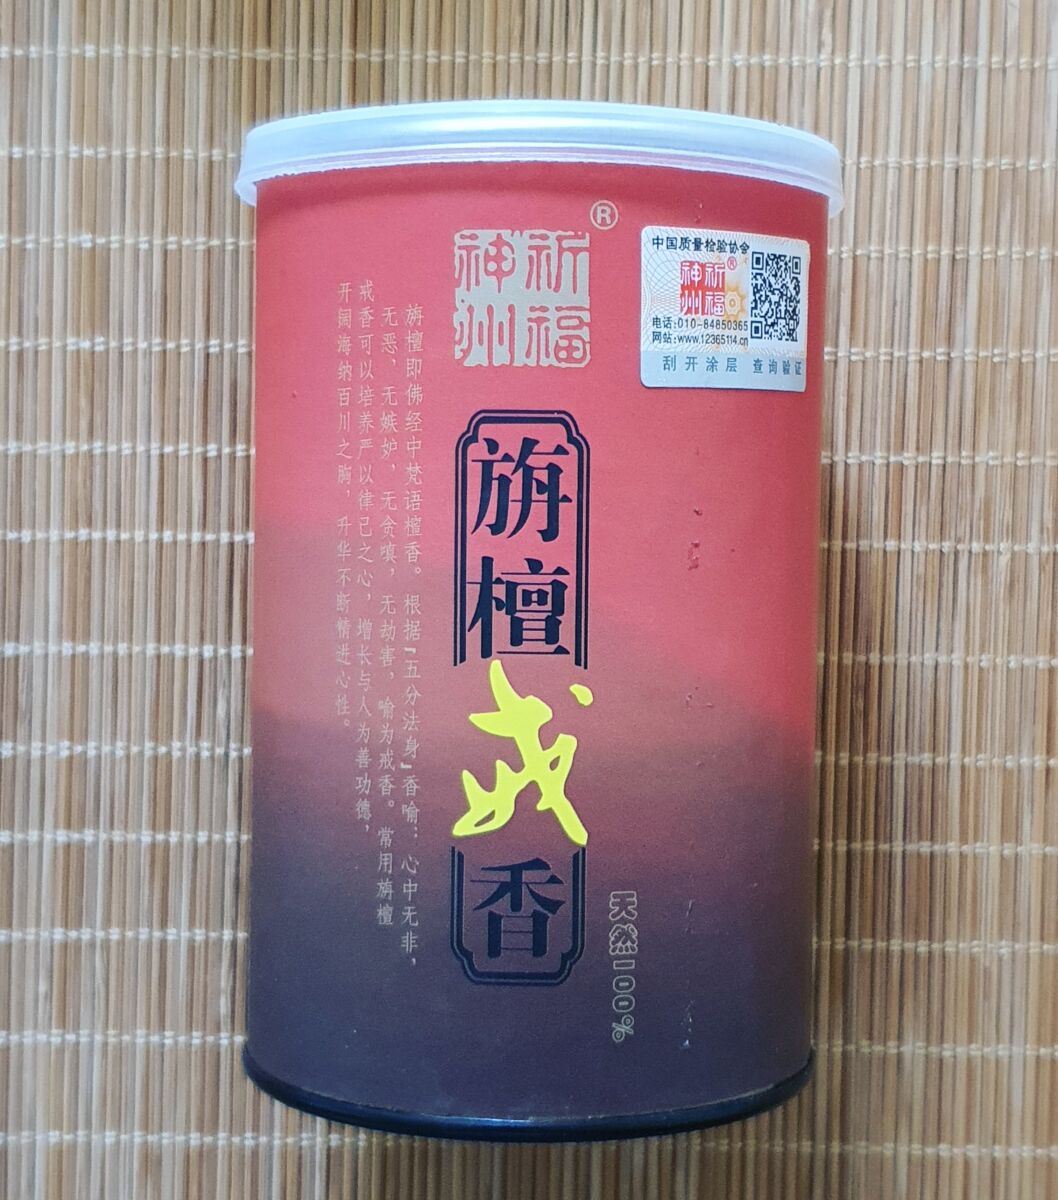 祈福
神州
®
旃檀戒香
天然100%
旃檀即佛经中梵语檀香。根据「五分法身」香喻：心中无非，
无恶，无嫉妒，无贪嗔，无劫害，喻为戒香。常用旃檀
戒香可以培养严以律己之心，增长与人为善功德，
开阔海纳百川之胸，升华不断精进心性。
中国质量检验协会
祈福
神州
®
电话:010-84850365
网站:www.12365114.cn
刮开涂层 查询验证